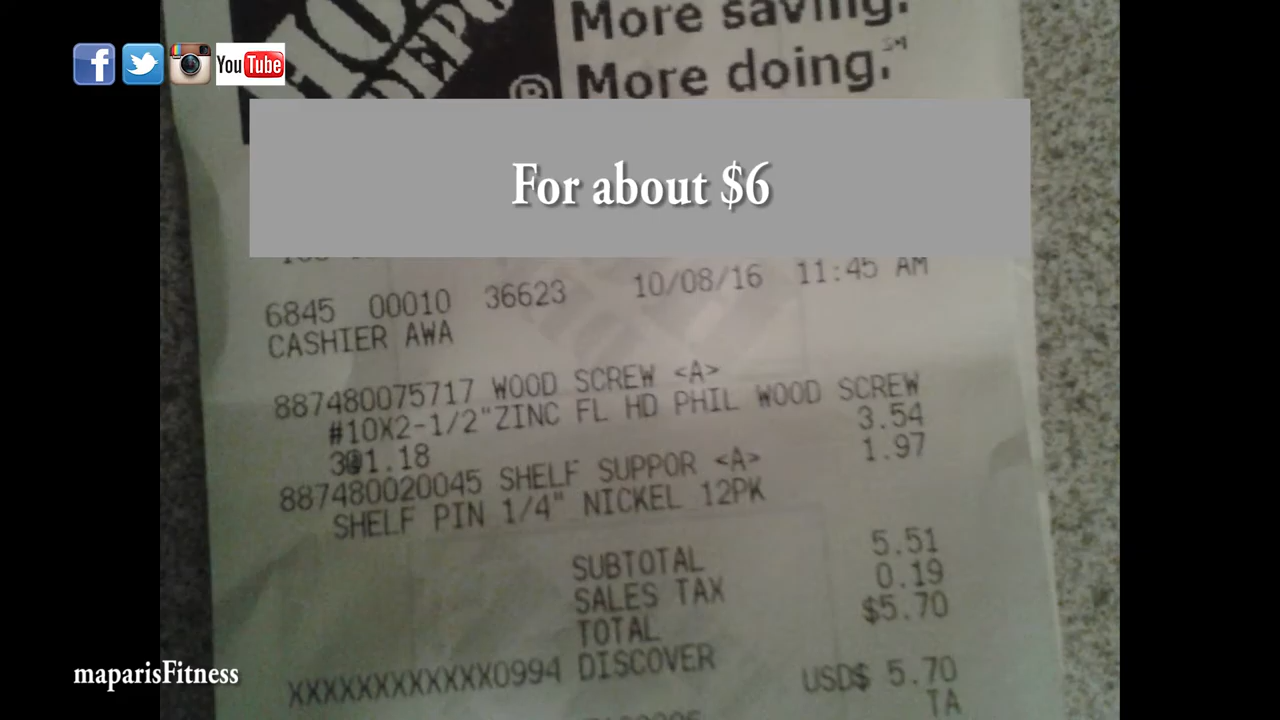 More saving.
More doing.℠
You Tube
For about $6
6845 00010 36623 10/08/16 11:45 AM
CASHIER AWA
887480075717 WOOD SCREW <A>
#10X2-1/2"ZINC FL HD PHIL WOOD SCREW
3@1.18 3.54
887480020045 SHELF SUPPOR <A> 1.97
SHELF PIN 1/4" NICKEL 12PK
SUBTOTAL 5.51
SALES TAX 0.19
TOTAL $5.70
XXXXXXXXXXXX0994 DISCOVER
USD$ 5.70
TA
maparisFitness